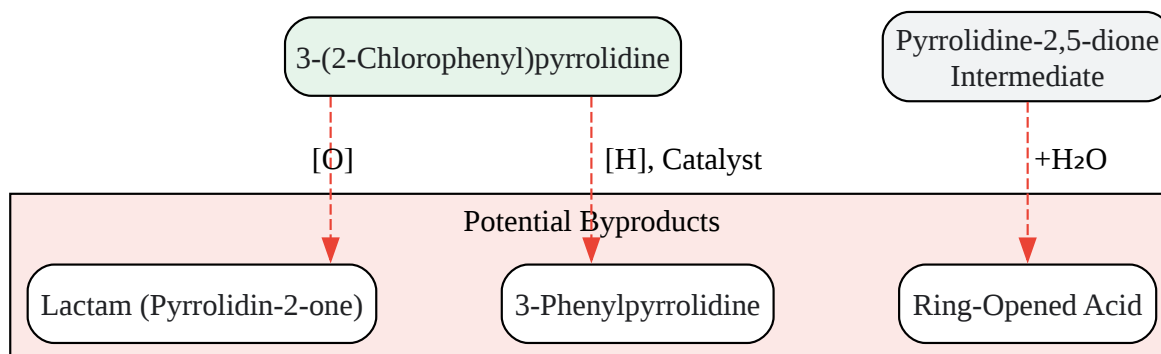 3-(2-Chlorophenyl)pyrrolidine
Pyrrolidine-2,5-dione
Intermediate
[O]
[H], Catalyst
+H₂O
Potential Byproducts
Lactam (Pyrrolidin-2-one)
3-Phenylpyrrolidine
Ring-Opened Acid